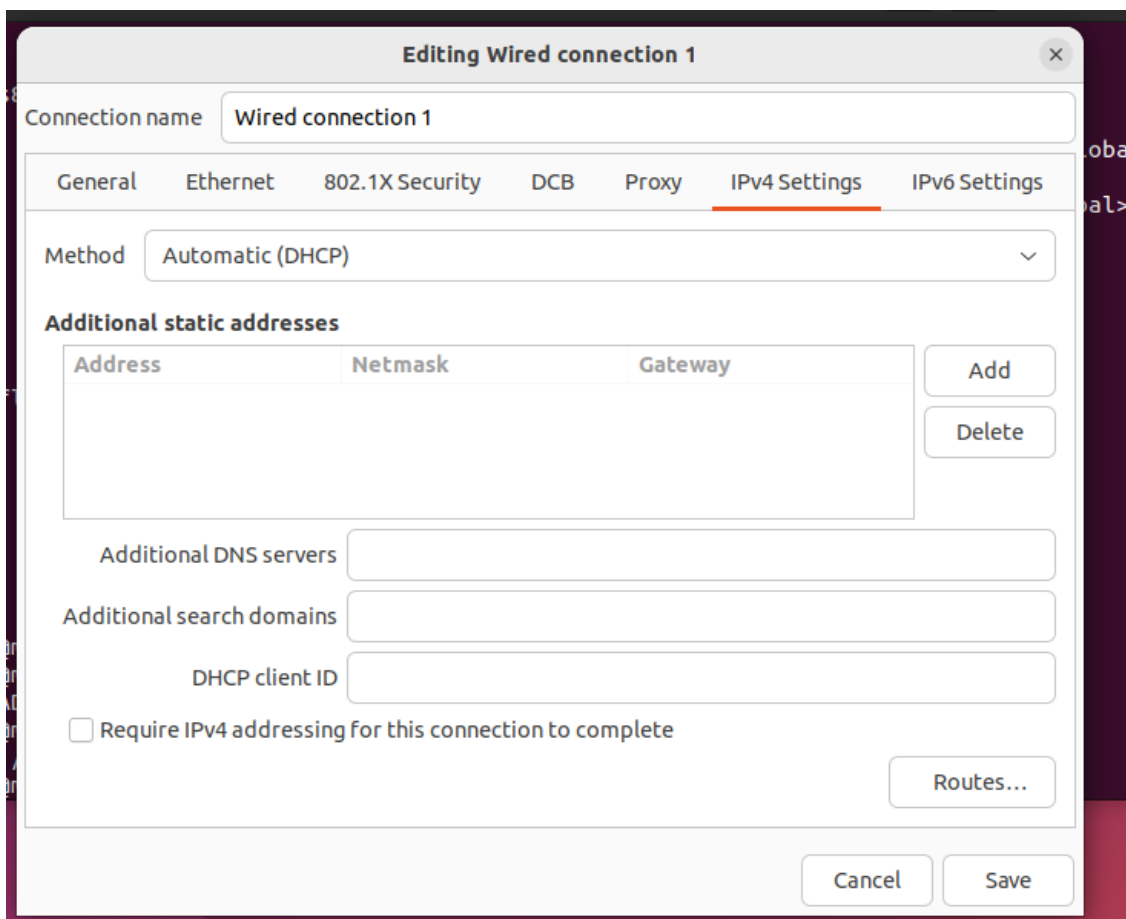 Editing Wired connection 1
Connection name Wired connection 1
General Ethernet 802.1X Security DCB Proxy IPv4 Settings IPv6 Settings
Method Automatic (DHCP)
Additional static addresses
Address Netmask Gateway
Add
Delete
Additional DNS servers
Additional search domains
DHCP client ID
Require IPv4 addressing for this connection to complete
Routes...
Cancel Save